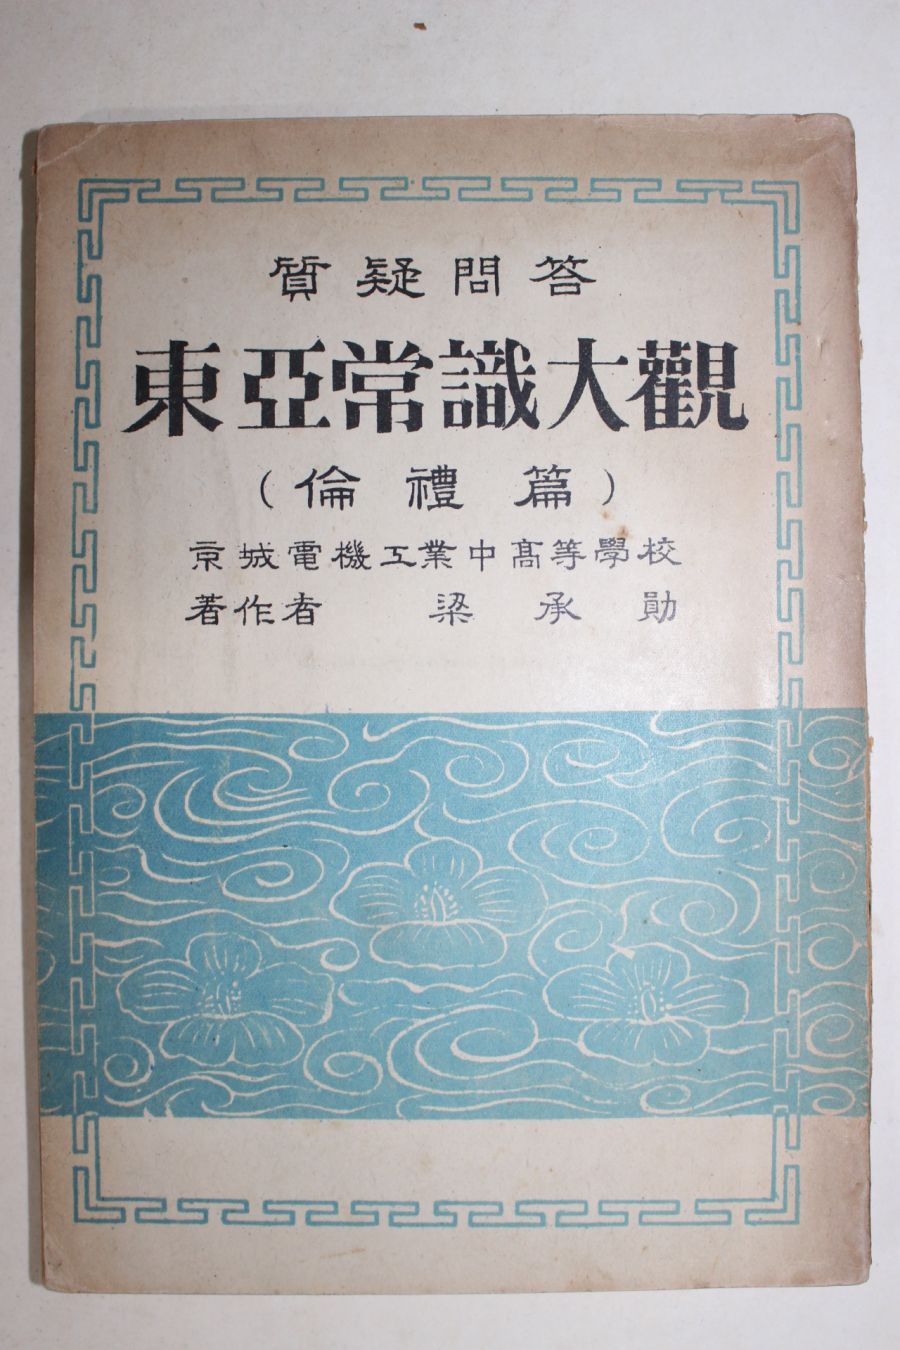 質疑問答
東亞常識大觀
（倫禮篇）
京城電機工業中高等學校
著作者 梁承勛